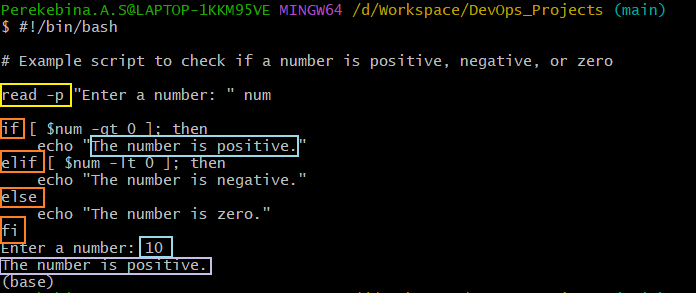 Perekebina.A.S@LAPTOP-1KKM95VE MINGW64 /d/Workspace/DevOps_Projects (main)
$ #!/bin/bash
# Example script to check if a number is positive, negative, or zero
read -p "Enter a number: " num
if [ $num -gt 0 ]; then
echo "The number is positive."
elif [ $num -lt 0 ]; then
echo "The number is negative."
else
echo "The number is zero."
fi
Enter a number: 10
The number is positive.
(base)